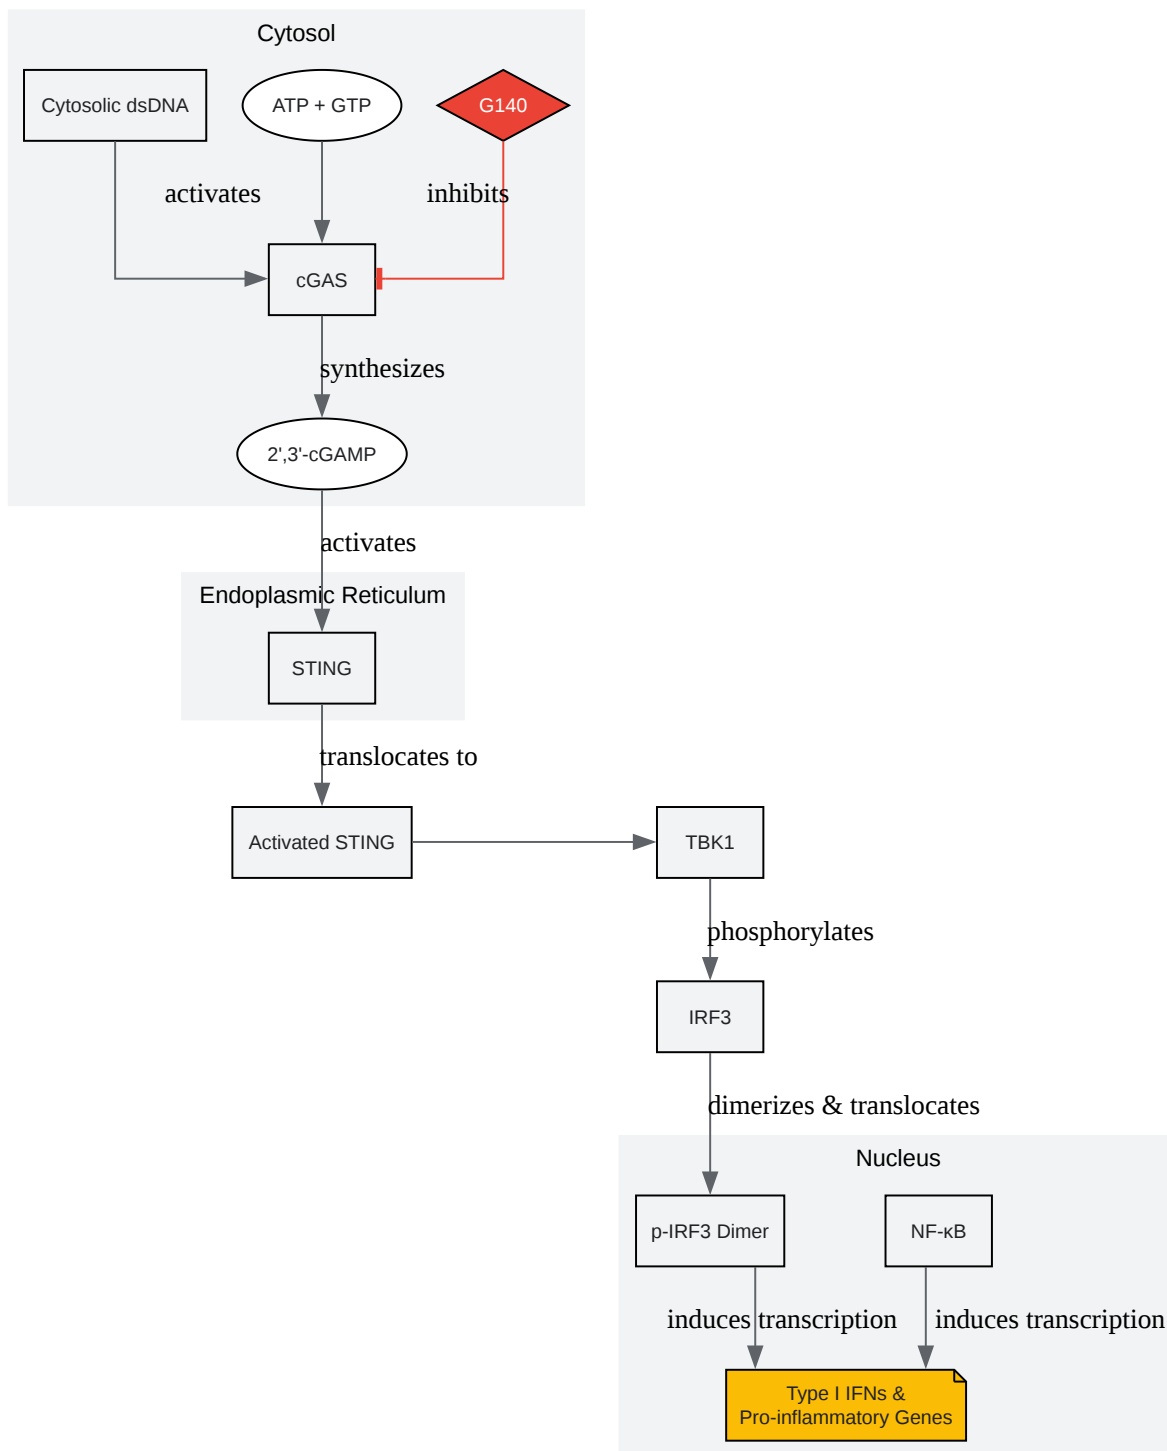 Cytosol
Cytosolic dsDNA
ATP + GTP
G140
activates
inhibits
cGAS
synthesizes
2',3'-cGAMP
activates
Endoplasmic Reticulum
STING
translocates to
Activated STING
TBK1
phosphorylates
IRF3
dimerizes & translocates
Nucleus
p-IRF3 Dimer
NF-κB
induces transcription
induces transcription
Type I IFNs &
Pro-inflammatory Genes